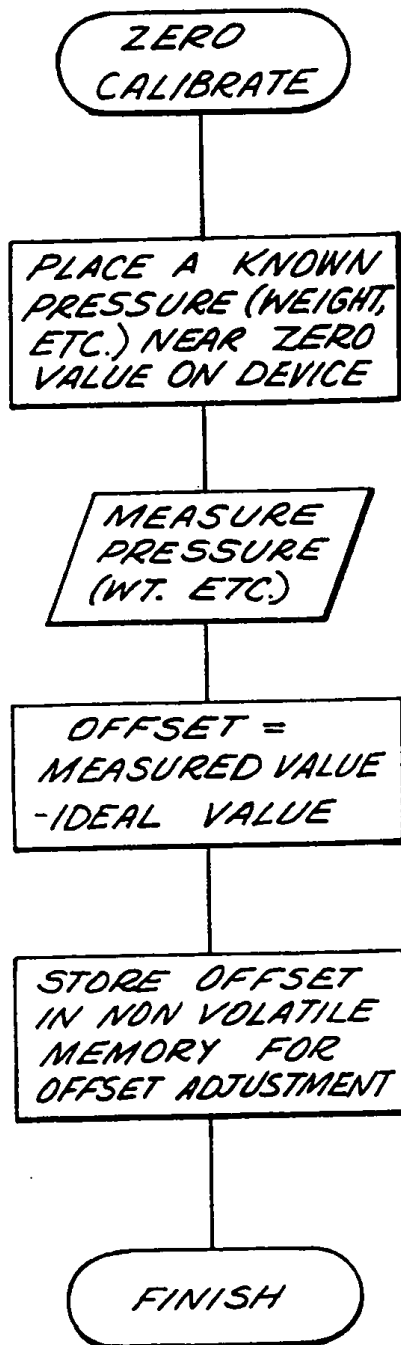 ZERO
CALIBRATE
PLACE A KNOWN
PRESSURE (WEIGHT,
ETC.) NEAR ZERO
VALUE ON DEVICE
MEASURE
PRESSURE
(WT. ETC.)
OFFSET =
MEASURED VALUE
-IDEAL VALUE
STORE OFFSET
IN NON VOLATILE
MEMORY FOR
OFFSET ADJUSTMENT
FINISH